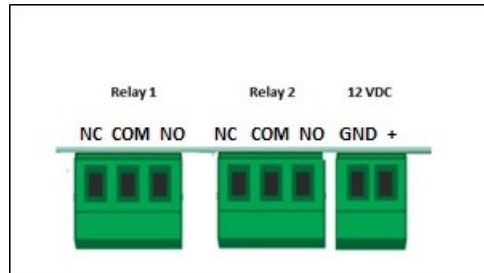 Relay 1 Relay 2 12 VDC
NC COM NO NC COM NO GND +